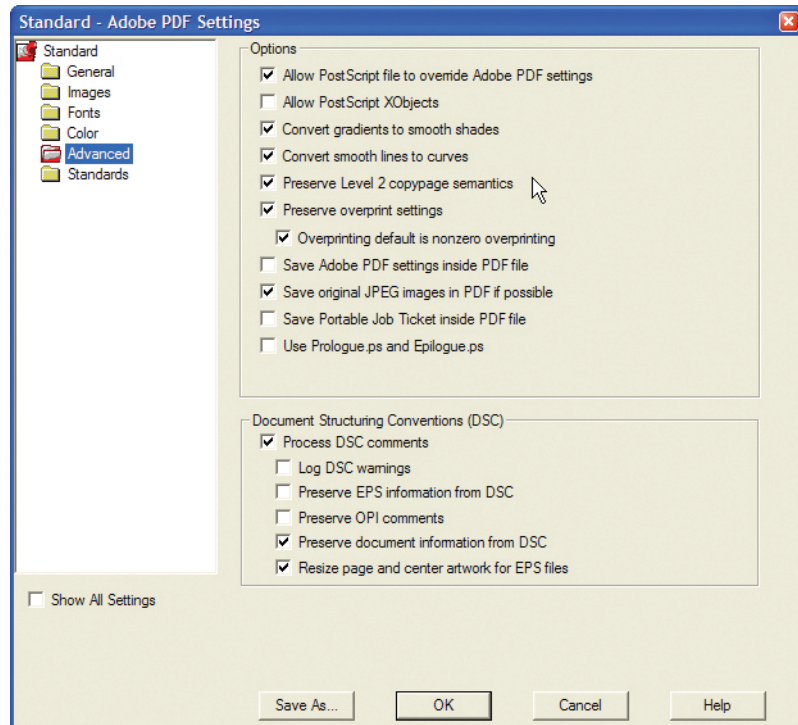 Standard - Adobe PDF Settings
Standard
General
Images
Fonts
Color
Advanced
Standards
Show All Settings
Options
Allow PostScript file to override Adobe PDF settings
Allow PostScript XObjects
Convert gradients to smooth shades
Convert smooth lines to curves
Preserve Level 2 copypage semantics
Preserve overprint settings
Overprinting default is nonzero overprinting
Save Adobe PDF settings inside PDF file
Save original JPEG images in PDF if possible
Save Portable Job Ticket inside PDF file
Use Prologue.ps and Epilogue.ps
Document Structuring Conventions (DSC)
Process DSC comments
Log DSC warnings
Preserve EPS information from DSC
Preserve OPI comments
Preserve document information from DSC
Resize page and center artwork for EPS files
Save As...
OK
Cancel
Help